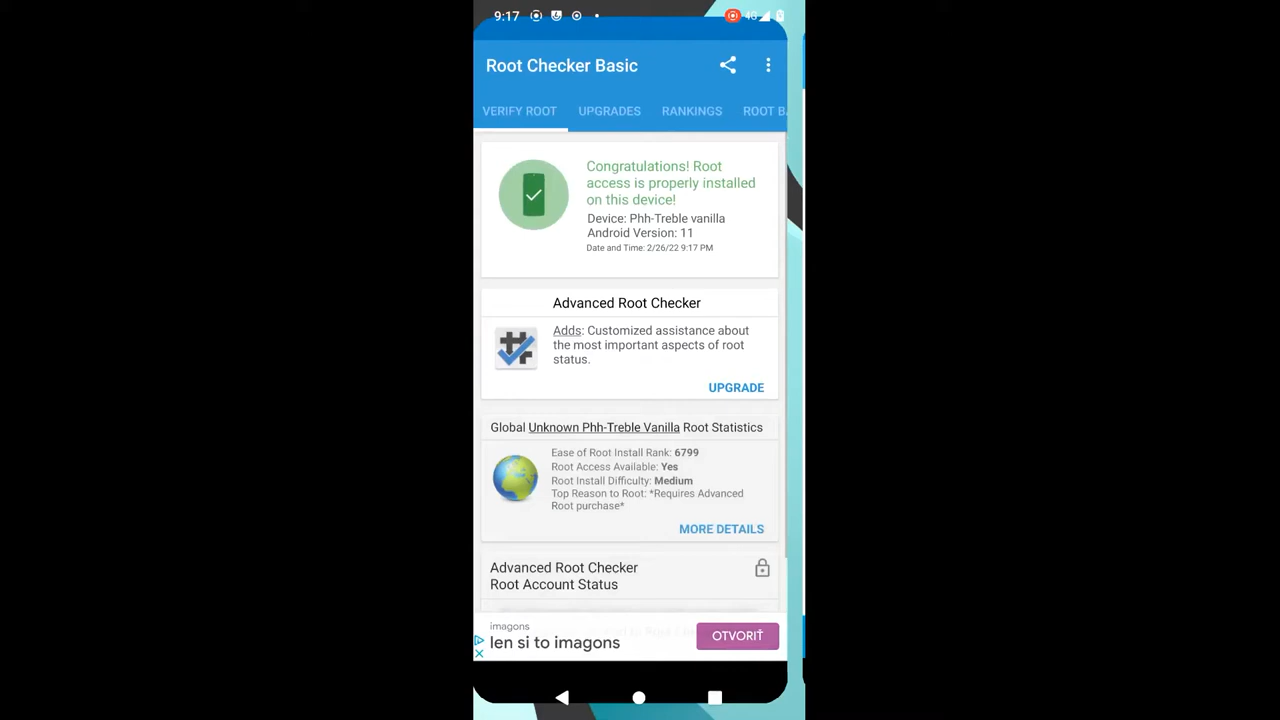 9:17
4G
Root Checker Basic
VERIFY ROOT UPGRADES RANKINGS ROOT BA
Congratulations! Root
access is properly installed
on this device!
Device: Phh-Treble vanilla
Android Version: 11
Date and Time: 2/26/22 9:17 PM
Advanced Root Checker
Adds: Customized assistance about
the most important aspects of root
status.
UPGRADE
Global Unknown Phh-Treble Vanilla Root Statistics
Ease of Root Install Rank: 6799
Root Access Available: Yes
Root Install Difficulty: Medium
Top Reason to Root: *Requires Advanced
Root purchase*
MORE DETAILS
Advanced Root Checker
Root Account Status
imagons
len si to imagons
OTVORIŤ